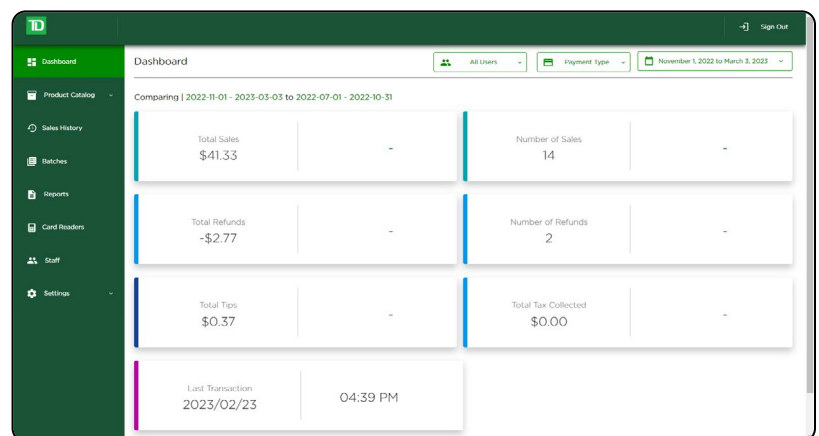 TD
Sign Out
Dashboard
Product Catalog
Sales History
Batches
Reports
Card Readers
Staff
Settings
Dashboard
All Users
Payment Type
November 1, 2022 to March 3, 2023
Comparing | 2022-11-01 - 2023-03-03 to 2022-07-01 - 2022-10-31
Total Sales
$41.33
-
Number of Sales
14
-
Total Refunds
-$2.77
-
Number of Refunds
2
-
Total Tips
$0.37
-
Total Tax Collected
$0.00
-
Last Transaction
2023/02/23
04:39 PM